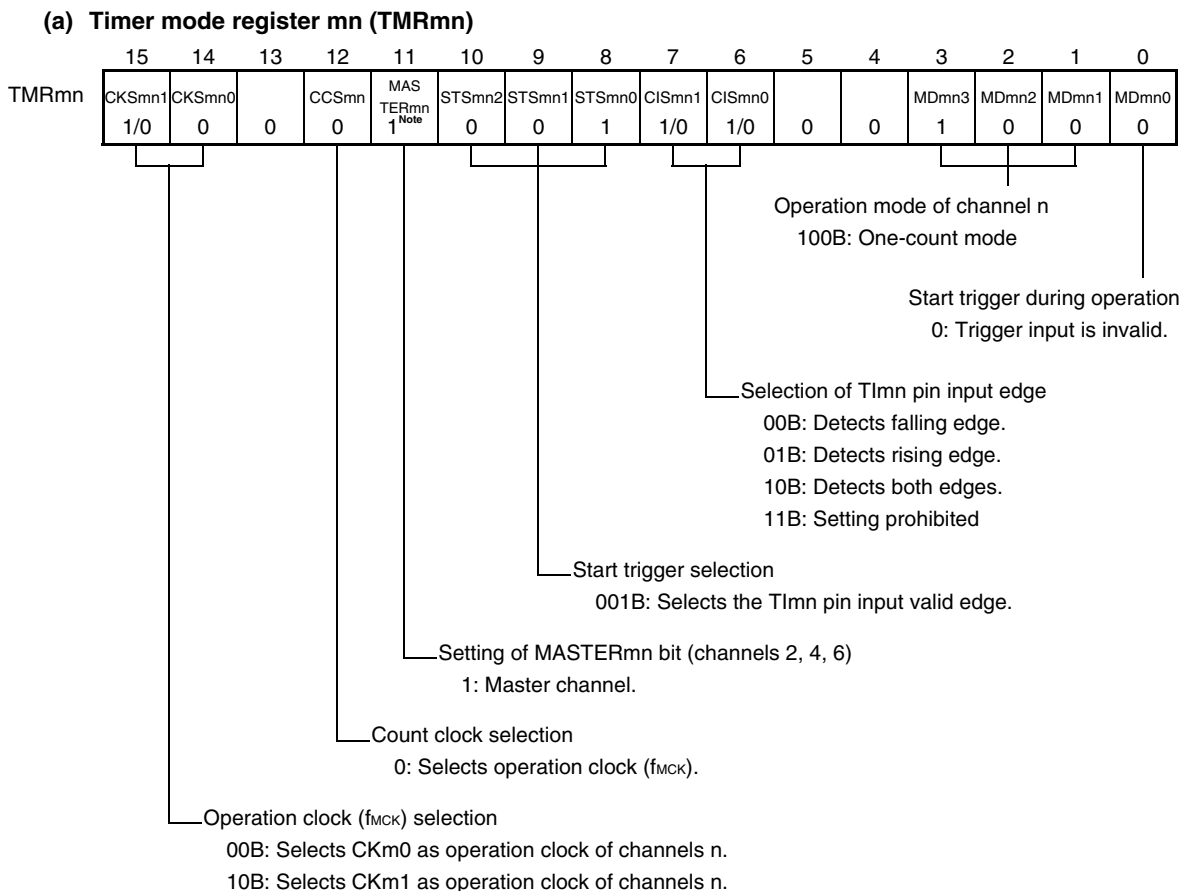 (a) Timer mode register mn (TMRmn)
15 14 13 12 11 10 9 8 7 6 5 4 3 2 1 0
TMRmn CKSmn1 CKSmn0 CCSmn MAS TERmn STSmn2 STSmn1 STSmn0 CISmn1 CISmn0 MDmn3 MDmn2 MDmn1 MDmn0
1/0 0 0 0 1Note 0 0 1 1/0 1/0 0 0 1 0 0 0
Operation mode of channel n
100B: One-count mode
Start trigger during operation
0: Trigger input is invalid.
Selection of TImn pin input edge
00B: Detects falling edge.
01B: Detects rising edge.
10B: Detects both edges.
11B: Setting prohibited
Start trigger selection
001B: Selects the TImn pin input valid edge.
Setting of MASTERmn bit (channels 2, 4, 6)
1: Master channel.
Count clock selection
0: Selects operation clock (fMCK).
Operation clock (fMCK) selection
00B: Selects CKm0 as operation clock of channels n.
10B: Selects CKm1 as operation clock of channels n.